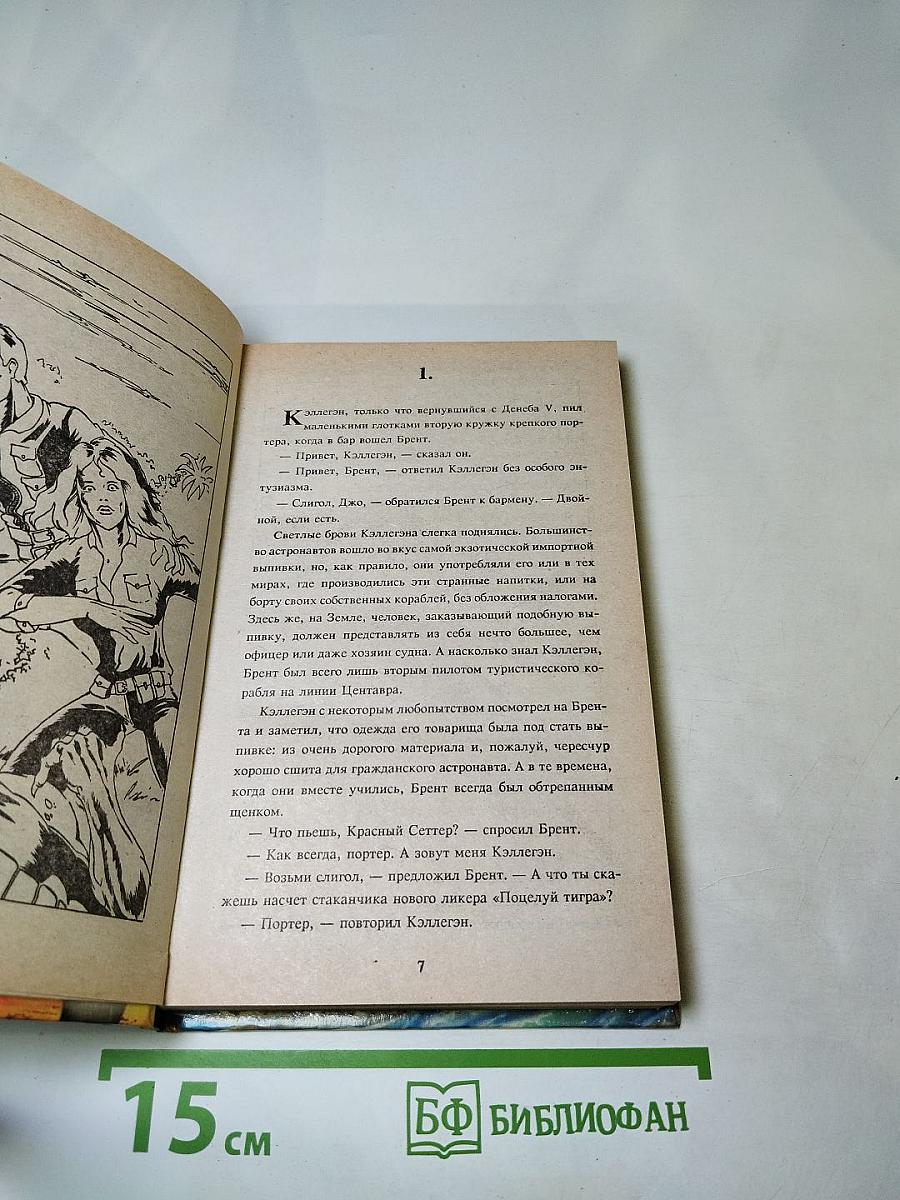 1.
Кэллегэн, только что вернувшийся с Денеба V, пил
маленькими глотками вторую кружку крепкого пор-
тера, когда в бар вошел Брент.
— Привет, Кэллегэн, — сказал он.
— Привет, Брент, — ответил Кэллегэн без особого эн-
тузиазма.
— Слигол, Джо, — обратился Брент к бармену. — Двой-
ной, если есть.
Светлые брови Кэллегэна слегка поднялись. Большинст-
во астронавтов вошло во вкус самой экзотической импортной
выпивки, но, как правило, они употребляли его или в тех
мирах, где производились эти странные напитки, или на
борту своих собственных кораблей, без обложения налогами.
Здесь же, на Земле, человек, заказывающий подобную вы-
пивку, должен представлять из себя нечто большее, чем
офицер или даже хозяин судна. А насколько знал Кэллегэн,
Брент был всего лишь вторым пилотом туристического ко-
рабля на линии Центавра.
Кэллегэн с некоторым любопытством посмотрел на Брен-
та и заметил, что одежда его товарища была под стать вы-
пивке: из очень дорогого материала и, пожалуй, чересчур
хорошо сшита для гражданского астронавта. А в те времена,
когда они вместе учились, Брент всегда был обтрепанным
щенком.
— Что пьешь, Красный Сеттер? — спросил Брент.
— Как всегда, портер. А зовут меня Кэллегэн.
— Возьми слигол, — предложил Брент. — А что ты ска-
жешь насчет стаканчика нового ликера «Поцелуй тигра»?
— Портер, — повторил Кэллегэн.
7
15 см
БФ БИБЛИОФАН